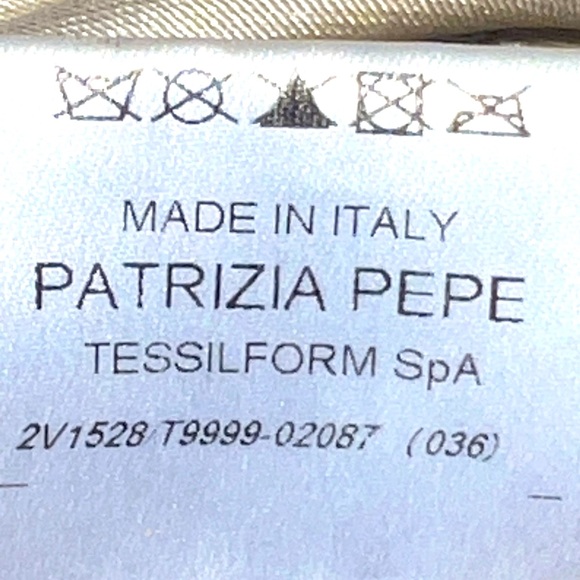 MADE IN ITALY
PATRIZIA PEPE
TESSILFORM SpA
2V1528/T9999-02087 (036)